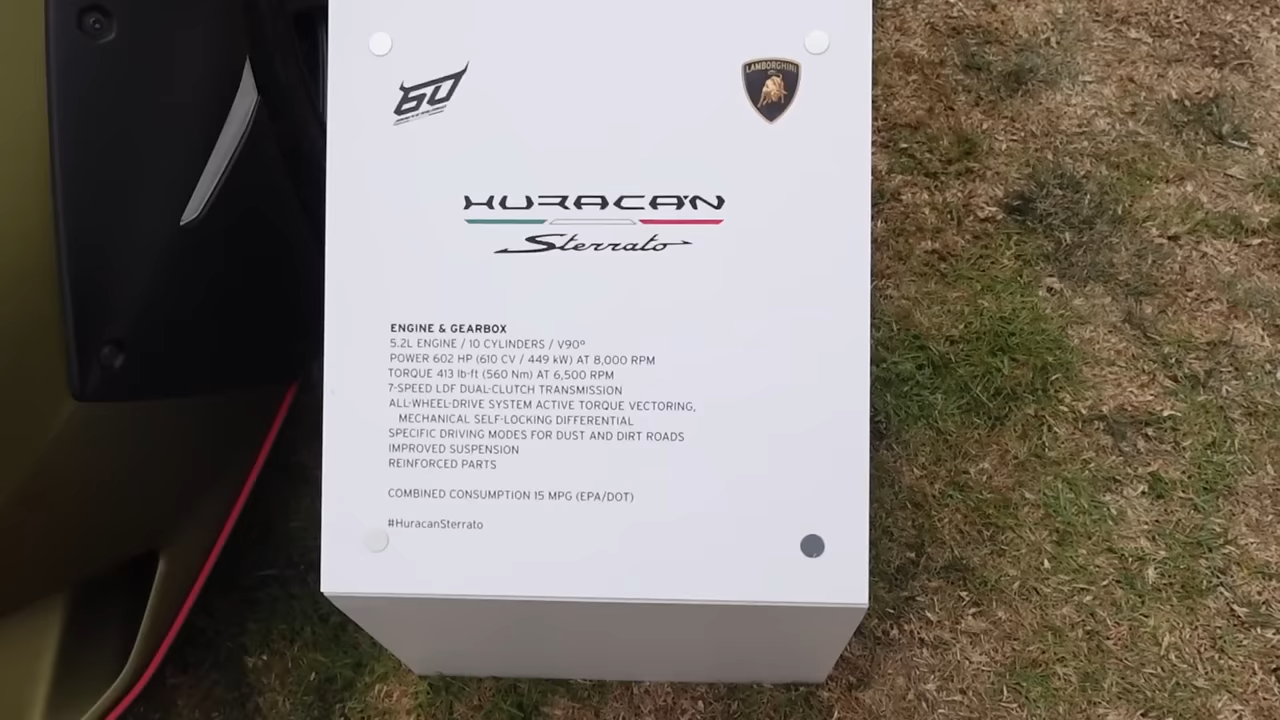 60
LAMBORGHINI
HURACÁN
Sterrato
ENGINE & GEARBOX
5.2L ENGINE / 10 CYLINDERS / V90º
POWER 602 HP (610 CV / 449 kW) AT 8,000 RPM
TORQUE 413 lb-ft (560 Nm) AT 6,500 RPM
7-SPEED LDF DUAL-CLUTCH TRANSMISSION
ALL-WHEEL-DRIVE SYSTEM ACTIVE TORQUE VECTORING,
MECHANICAL SELF-LOCKING DIFFERENTIAL
SPECIFIC DRIVING MODES FOR DUST AND DIRT ROADS
IMPROVED SUSPENSION
REINFORCED PARTS
COMBINED CONSUMPTION 15 MPG (EPA/DOT)
#HuracanSterrato